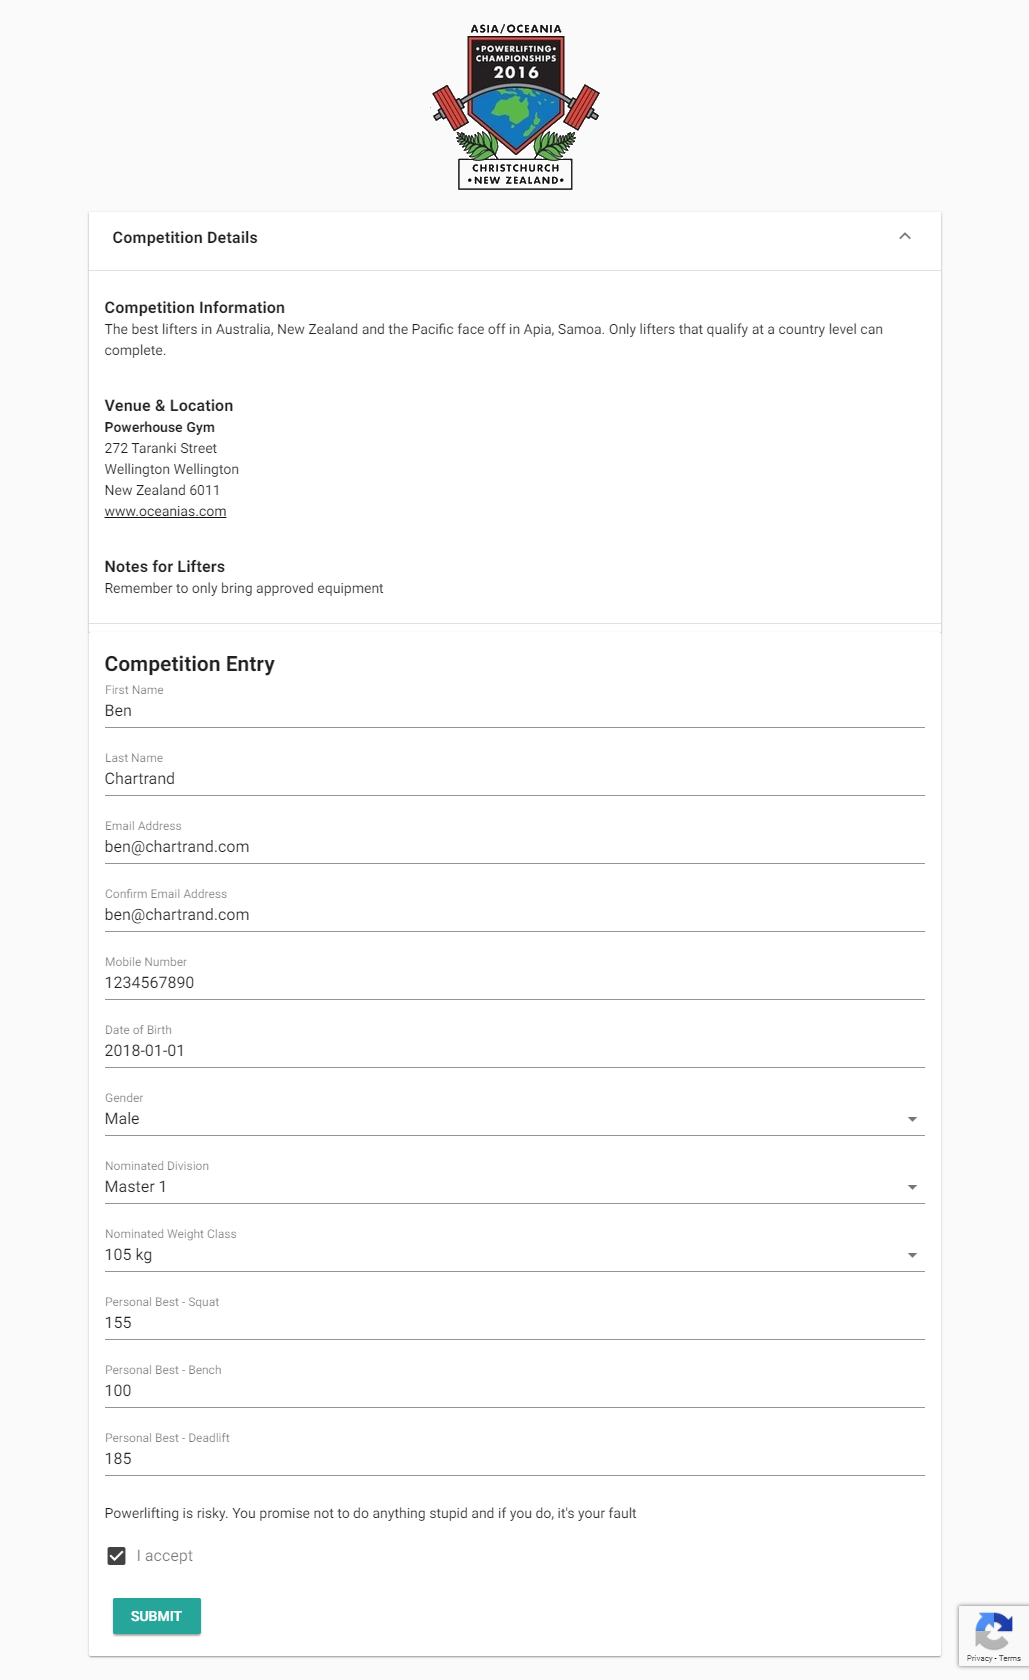 ASIA/OCEANIA
•POWERLIFTING•
CHAMPIONSHIPS
2016
CHRISTCHURCH
•NEW ZEALAND•
Competition Details
Competition Information
The best lifters in Australia, New Zealand and the Pacific face off in Apia, Samoa. Only lifters that qualify at a country level can
complete.
Venue & Location
Powerhouse Gym
272 Taranki Street
Wellington Wellington
New Zealand 6011
www.oceanias.com
Notes for Lifters
Remember to only bring approved equipment
Competition Entry
First Name
Ben
Last Name
Chartrand
Email Address
ben@chartrand.com
Confirm Email Address
ben@chartrand.com
Mobile Number
1234567890
Date of Birth
2018-01-01
Gender
Male
Nominated Division
Master 1
Nominated Weight Class
105 kg
Personal Best - Squat
155
Personal Best - Bench
100
Personal Best - Deadlift
185
Powerlifting is risky. You promise not to do anything stupid and if you do, it's your fault
I accept
SUBMIT
Privacy - Terms